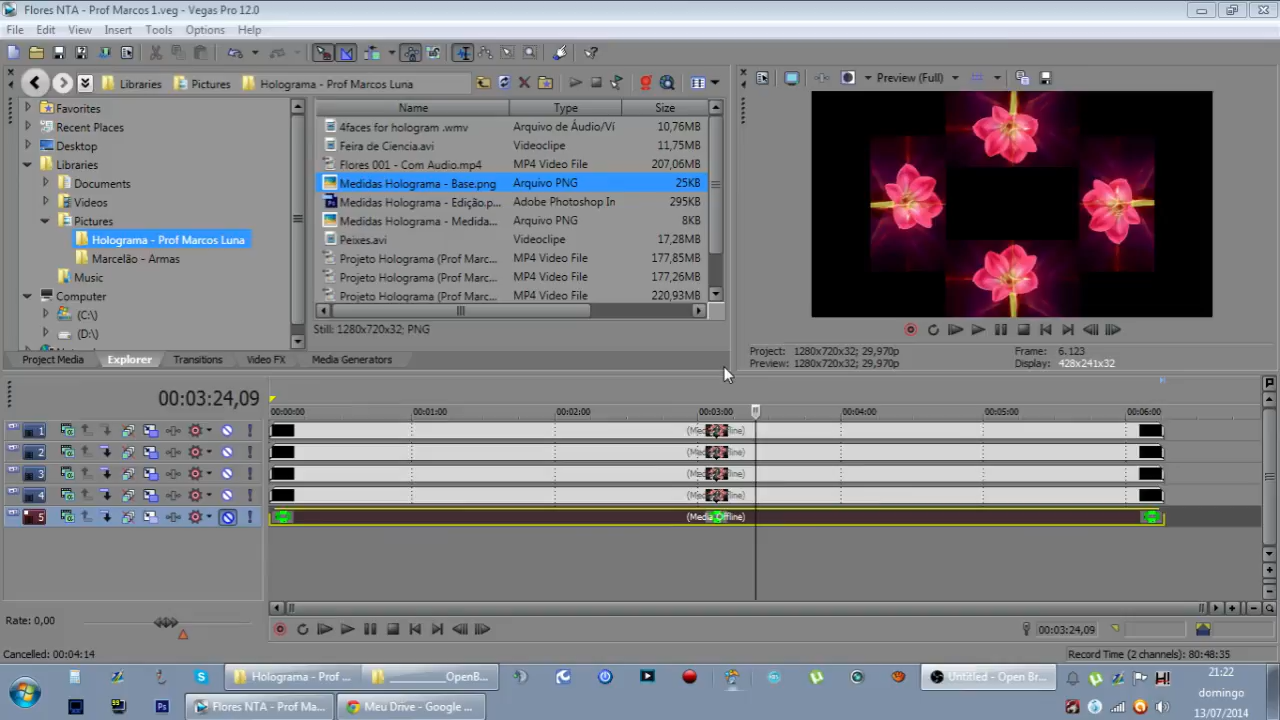 Flores NTA - Prof Marcos 1.veg - Vegas Pro 12.0
File Edit View Insert Tools Options Help
Libraries Pictures Holograma - Prof Marcos Luna
Preview (Full)
Favorites
Recent Places
Desktop
Libraries
Documents
Videos
Pictures
Holograma - Prof Marcos Luna
Marcelão - Armas
Music
Computer
(C:)
(D:)
Name Type Size
4faces for hologram .wmv Arquivo de Áudio/Ví 10,76MB
Feira de Ciencia.avi Videoclipe 11,75MB
Flores 001 - Com Audio.mp4 MP4 Video File 207,06MB
Medidas Holograma - Base.png Arquivo PNG 25KB
Medidas Holograma - Edição.p... Adobe Photoshop In 295KB
Medidas Holograma - Medida... Arquivo PNG 8KB
Peixes.avi Videoclipe 17,28MB
Projeto Holograma (Prof Marc... MP4 Video File 177,85MB
Projeto Holograma (Prof Marc... MP4 Video File 177,26MB
Projeto Holograma (Prof Marc... MP4 Video File 220,93MB
Still: 1280x720x32; PNG
Project Media Explorer Transitions Video FX Media Generators
Project: 1280x720x32; 29,970p Frame: 6.123
Preview: 1280x720x32; 29,970p Display: 428x241x32
00:03:24,09
00:00:00 00:01:00 00:02:00 00:03:00 00:04:00 00:05:00 00:06:00
1
2
3
4
5 (Media Offline)
Rate: 0,00
00:03:24,09
Cancelled: 00:04:14
Record Time (2 channels): 80:48:35
Holograma - Prof ... OpenB...
Untitled - Open Br...
21:22
domingo
13/07/2014
Flores NTA - Prof Ma... Meu Drive - Google ...